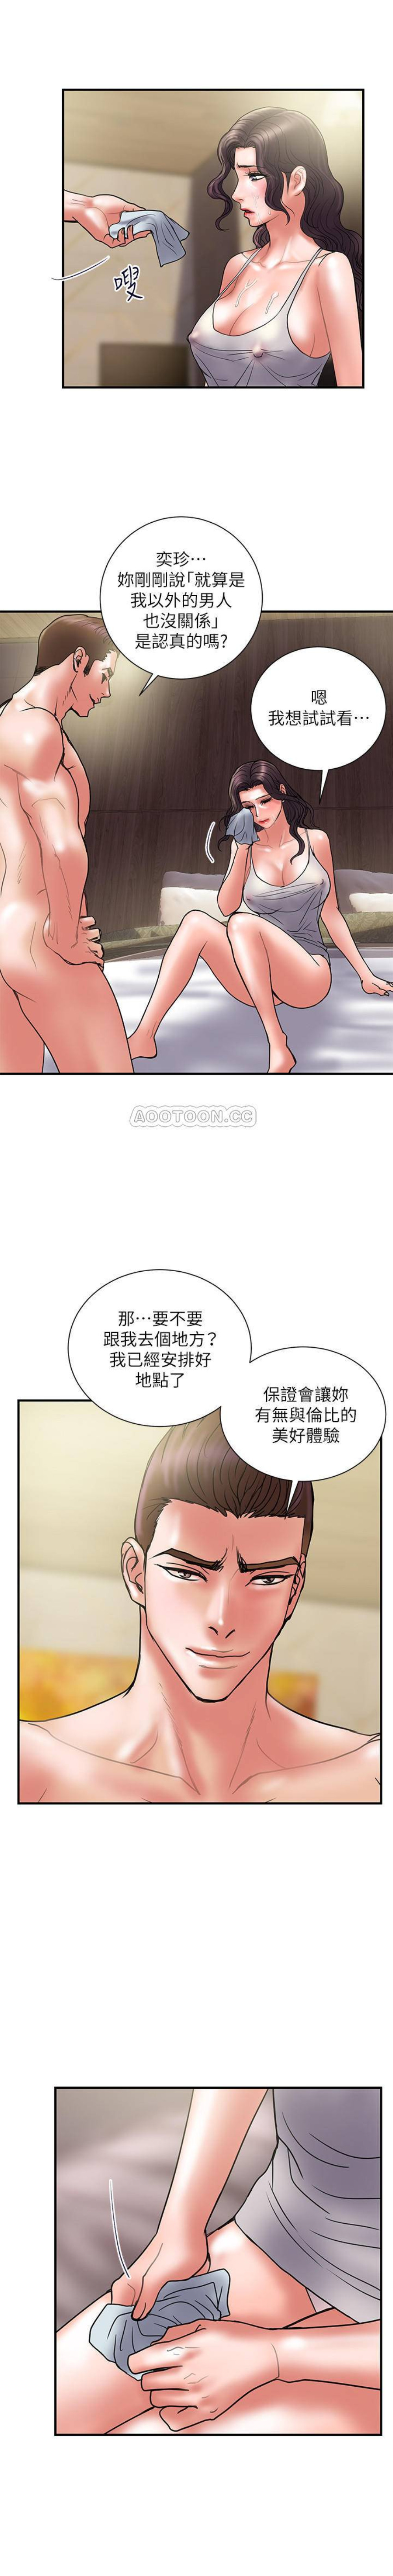 嗖
奕珍…
妳剛剛說「就算是
我以外的男人
也沒關係」
是認真的嗎?
嗯
我想試試看…
AOOTOON.CC
那…要不要
跟我去個地方?
我已經安排好
地點了
保證會讓妳
有無與倫比的
美好體驗